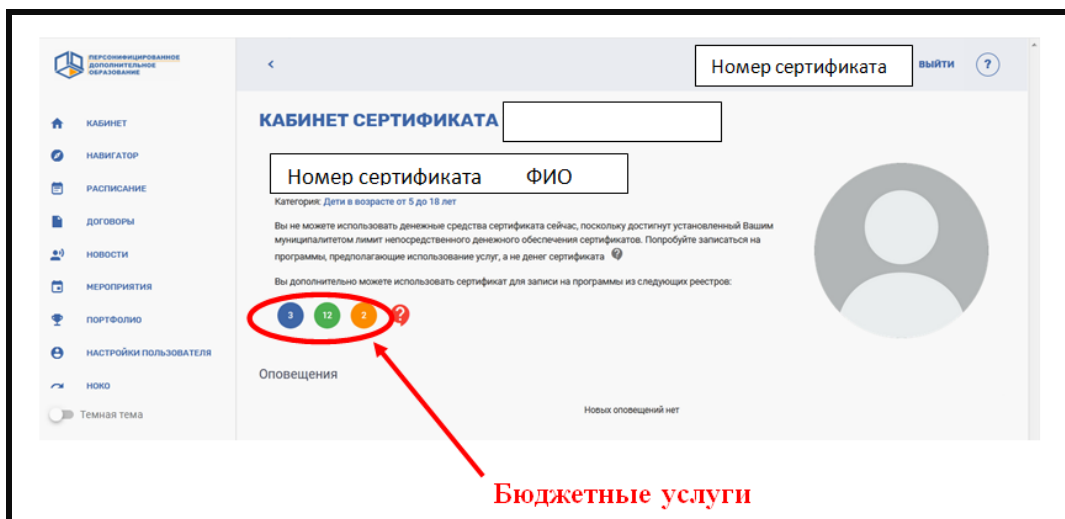 ПЕРСОНИФИЦИРОВАННОЕ
ДОПОЛНИТЕЛЬНОЕ
ОБРАЗОВАНИЕ
<
Номер сертификата
ВЫЙТИ
?
КАБИНЕТ
НАВИГАТОР
РАСПИСАНИЕ
ДОГОВОРЫ
НОВОСТИ
МЕРОПРИЯТИЯ
ПОРТФОЛИО
НАСТРОЙКИ ПОЛЬЗОВАТЕЛЯ
НОКО
Темная тема
КАБИНЕТ СЕРТИФИКАТА
Номер сертификата ФИО
Категория: Дети в возрасте от 5 до 18 лет
Вы не можете использовать денежные средства сертификата сейчас, поскольку достигнут установленный Вашим
муниципалитетом лимит непосредственного денежного обеспечения сертификатов. Попробуйте записаться на
программы, предполагающие использование услуг, а не денег сертификата ?
Вы дополнительно можете использовать сертификат для записи на программы из следующих реестров:
3 12 2 ?
Оповещения
Новых оповещений нет
Бюджетные услуги